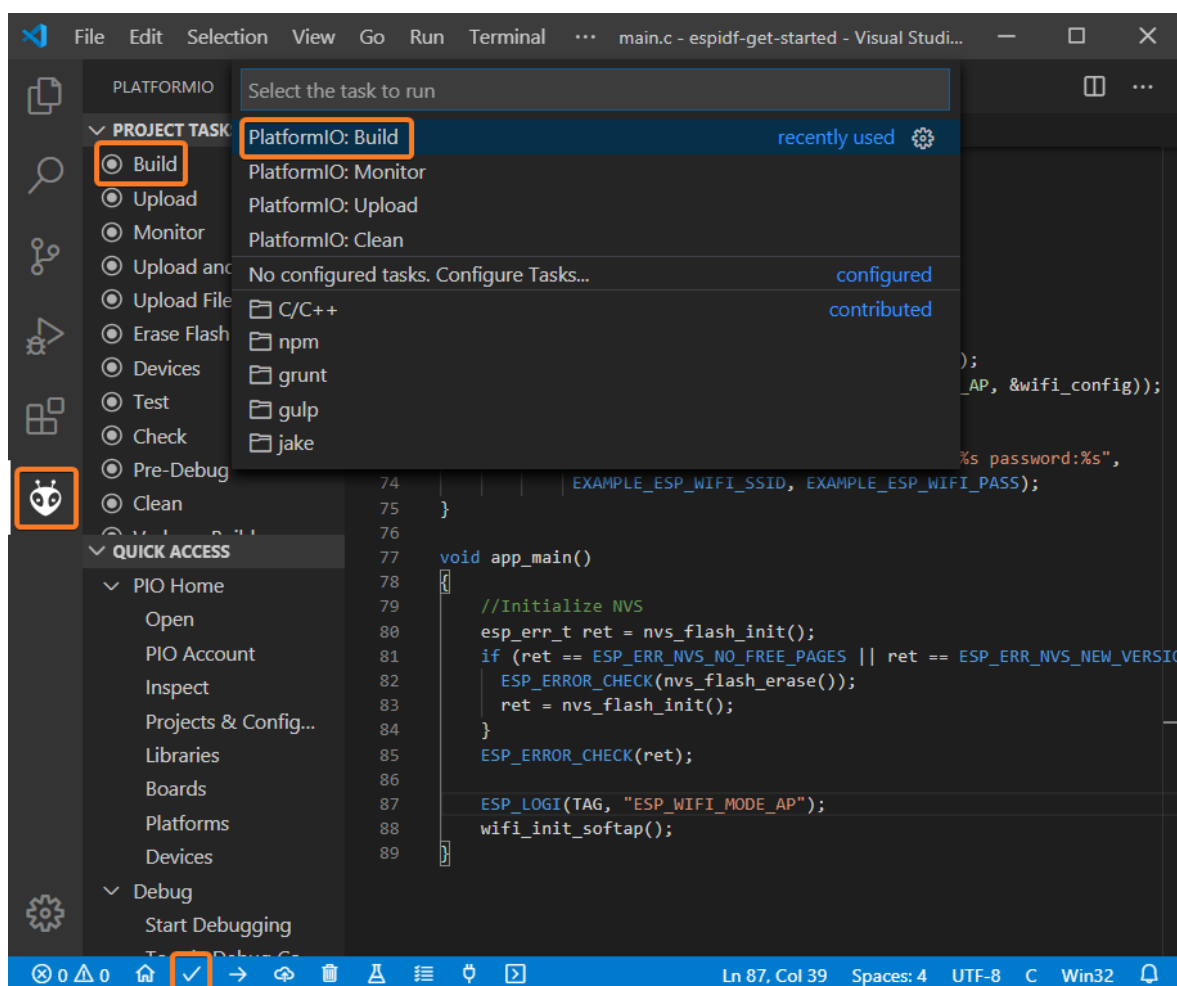 File Edit Selection View Go Run Terminal ··· main.c - espidf-get-started - Visual Studi...
PLATFORMIO
Select the task to run
PROJECT TASK
PlatformIO: Build recently used
PlatformIO: Monitor
PlatformIO: Upload
PlatformIO: Clean
No configured tasks. Configure Tasks... configured
C/C++ contributed
npm
grunt
gulp
jake
Build
Upload
Monitor
Upload and
Upload File
Erase Flash
Devices
Test
Check
Pre-Debug
Clean
QUICK ACCESS
PIO Home
Open
PIO Account
Inspect
Projects & Config...
Libraries
Boards
Platforms
Devices
Debug
Start Debugging
);
_AP, &wifi_config));
%s password:%s",
74 EXAMPLE_ESP_WIFI_SSID, EXAMPLE_ESP_WIFI_PASS);
75 }
76
77 void app_main()
78 {
79 //Initialize NVS
80 esp_err_t ret = nvs_flash_init();
81 if (ret == ESP_ERR_NVS_NO_FREE_PAGES || ret == ESP_ERR_NVS_NEW_VERSIO
82 ESP_ERROR_CHECK(nvs_flash_erase());
83 ret = nvs_flash_init();
84 }
85 ESP_ERROR_CHECK(ret);
86
87 ESP_LOGI(TAG, "ESP_WIFI_MODE_AP");
88 wifi_init_softap();
89 }
0 0 Ln 87, Col 39 Spaces: 4 UTF-8 C Win32